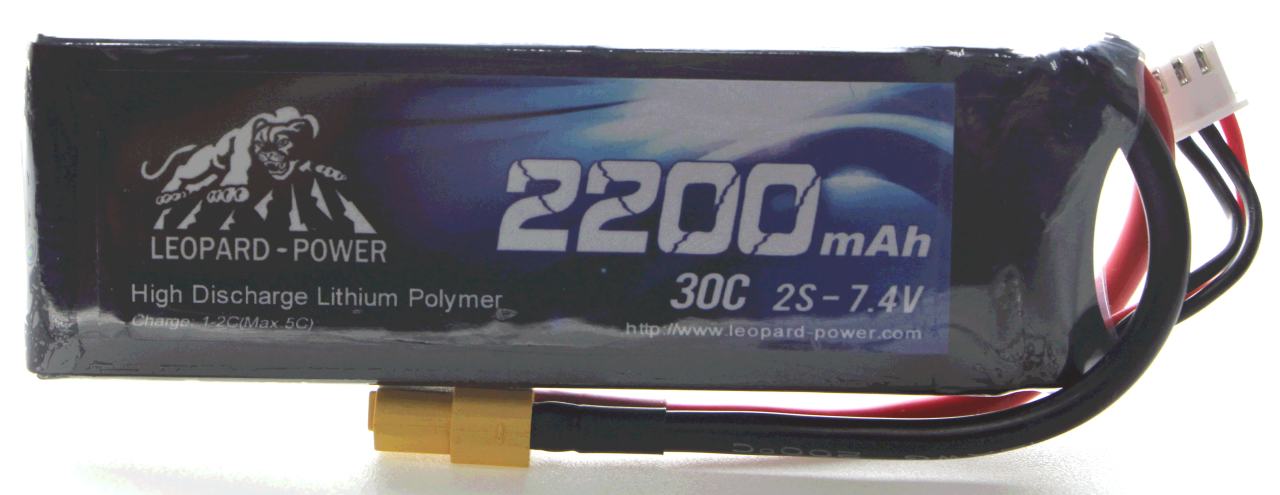 LEOPARD-POWER
2200mAh
30C 2S-7.4V
High Discharge Lithium Polymer
Charge: 1-2C(Max 5C)
http://www.leopard-power.com